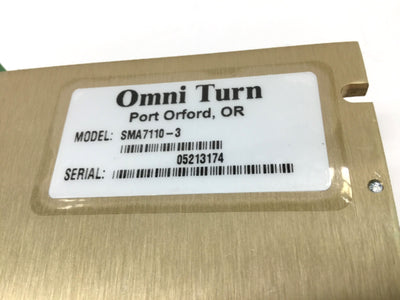 Omni Turn
Port Orford, OR
MODEL: SMA7110-3
05213174
SERIAL: